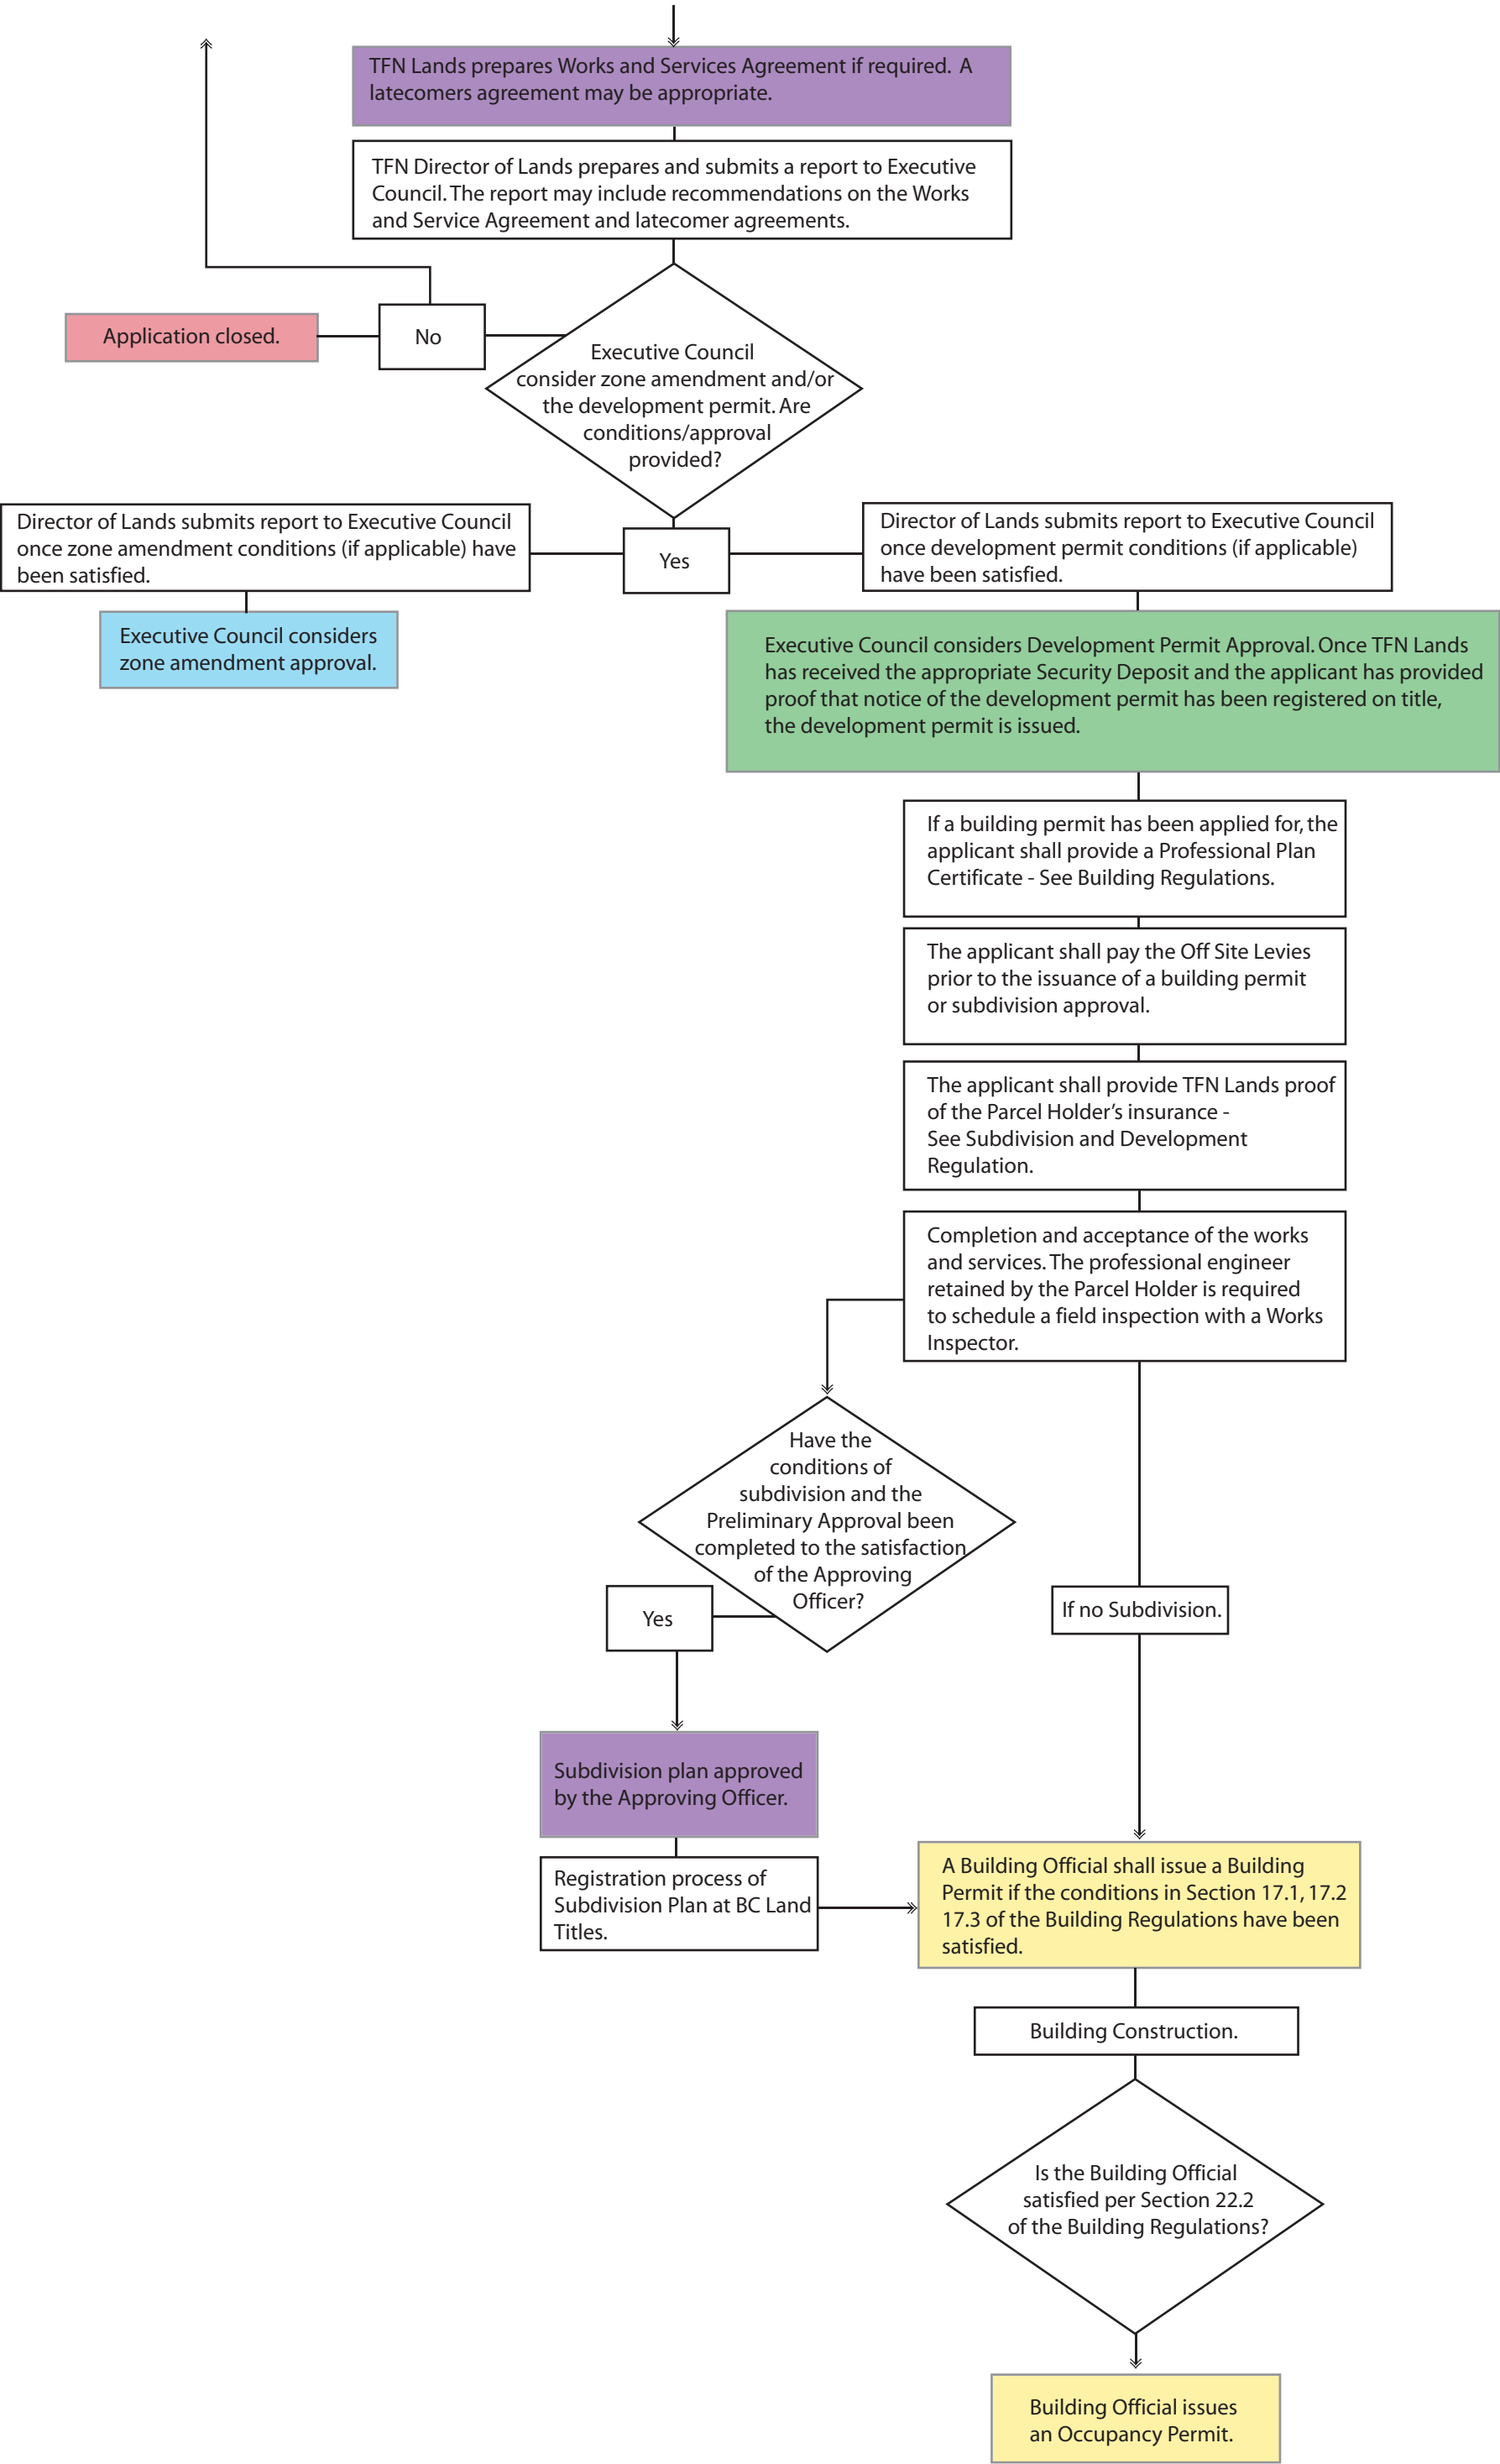 TFN Lands prepares Works and Services Agreement if required.  A
latecomers agreement may be appropriate.
TFN Director of Lands prepares and submits a report to Executive
Council. The report may include recommendations on the Works
and Service Agreement and latecomer agreements.
Application closed.
No
Executive Council
consider zone amendment and/or
the development permit. Are
conditions/approval
provided?
Director of Lands submits report to Executive Council
once zone amendment conditions (if applicable) have
been satisfied.
Yes
Director of Lands submits report to Executive Council
once development permit conditions (if applicable)
have been satisfied.
Executive Council considers
zone amendment approval.
Executive Council considers Development Permit Approval. Once TFN Lands
has received the appropriate Security Deposit and the applicant has provided
proof that notice of the development permit has been registered on title,
the development permit is issued.
If a building permit has been applied for, the
applicant shall provide a Professional Plan
Certificate - See Building Regulations.
The applicant shall pay the Off Site Levies
prior to the issuance of a building permit
or subdivision approval.
The applicant shall provide TFN Lands proof
of the Parcel Holder’s insurance -
See Subdivision and Development
Regulation.
Completion and acceptance of the works
and services. The professional engineer
retained by the Parcel Holder is required
to schedule a field inspection with a Works
Inspector.
Have the
conditions of
subdivision and the
Preliminary Approval been
completed to the satisfaction
of the Approving
Officer?
Yes
If no Subdivision.
Subdivision plan approved
by the Approving Officer.
Registration process of
Subdivision Plan at BC Land
Titles.
A Building Official shall issue a Building
Permit if the conditions in Section 17.1, 17.2
17.3 of the Building Regulations have been
satisfied.
Building Construction.
Is the Building Official
satisfied per Section 22.2
of the Building Regulations?
Building Official issues
an Occupancy Permit.